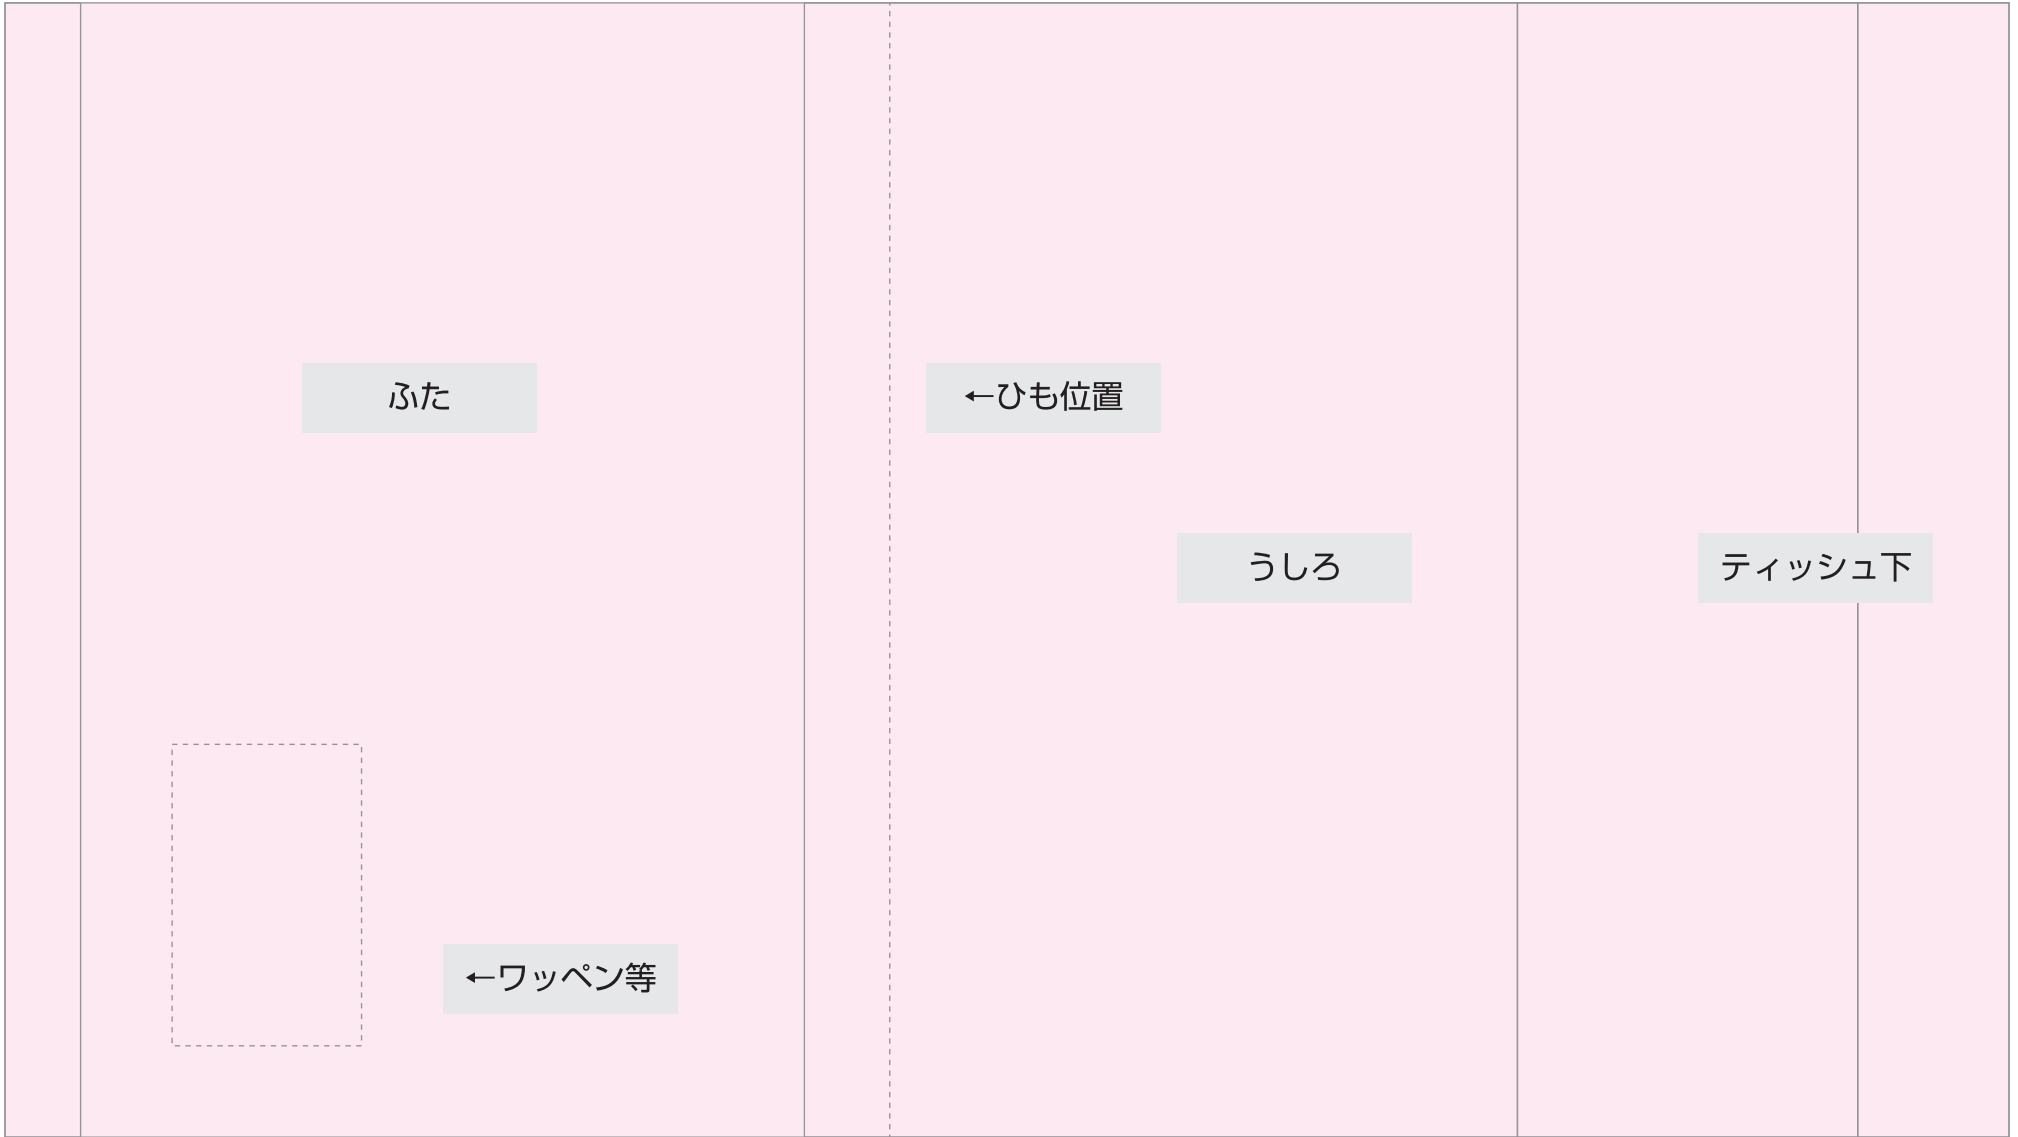 ふた
←ひも位置
うしろ
ティッシュ下
←ワッペン等